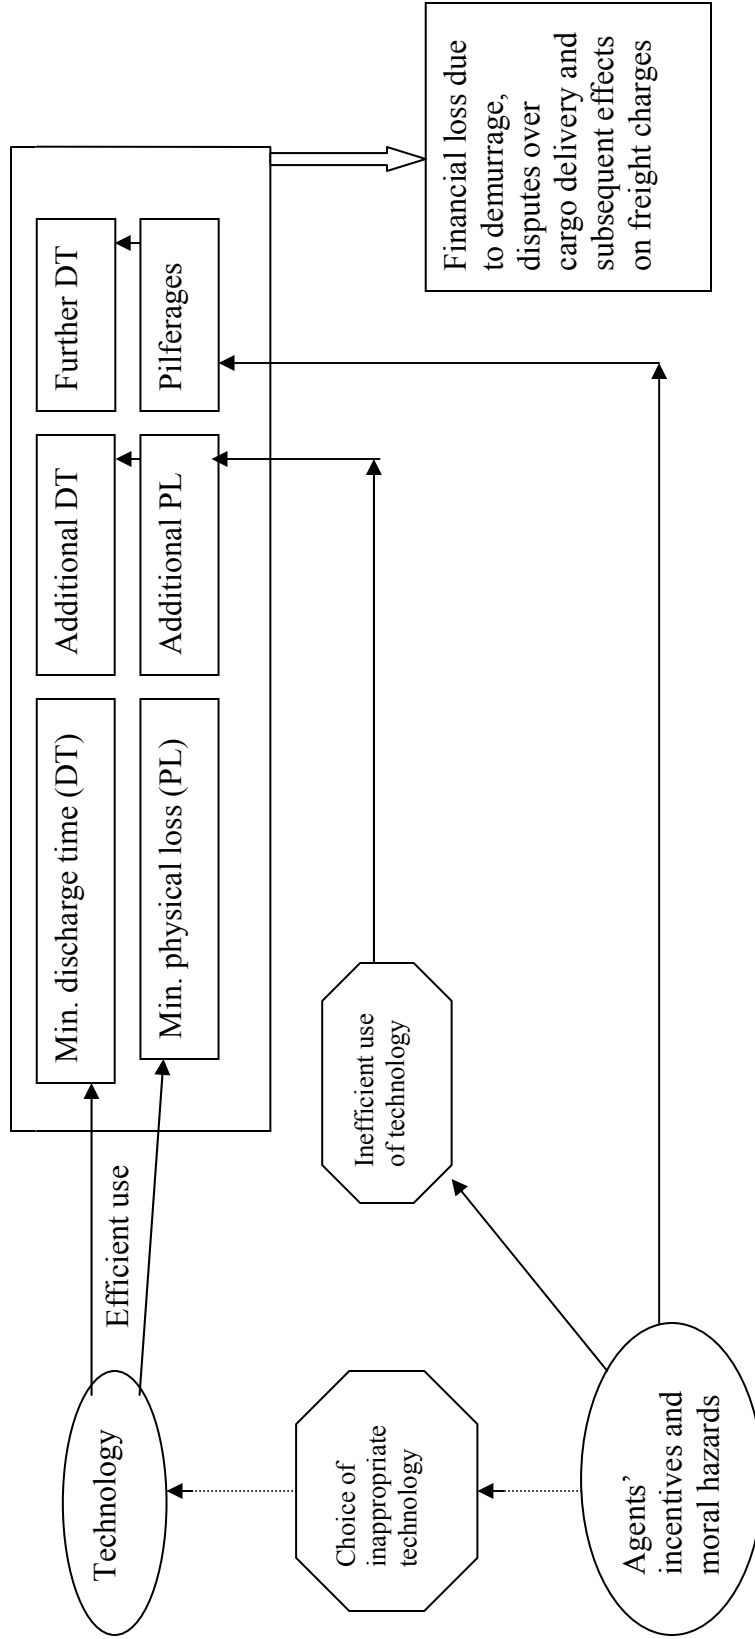 Technology
Efficient use
Min. discharge time (DT)
Additional DT
Further DT
Min. physical loss (PL)
Additional PL
Pilferages
Choice of
inappropriate
technology
Inefficient use
of technology
Agents’
incentives and
moral hazards
Financial loss due
to demurrage,
disputes over
cargo delivery and
subsequent effects
on freight charges